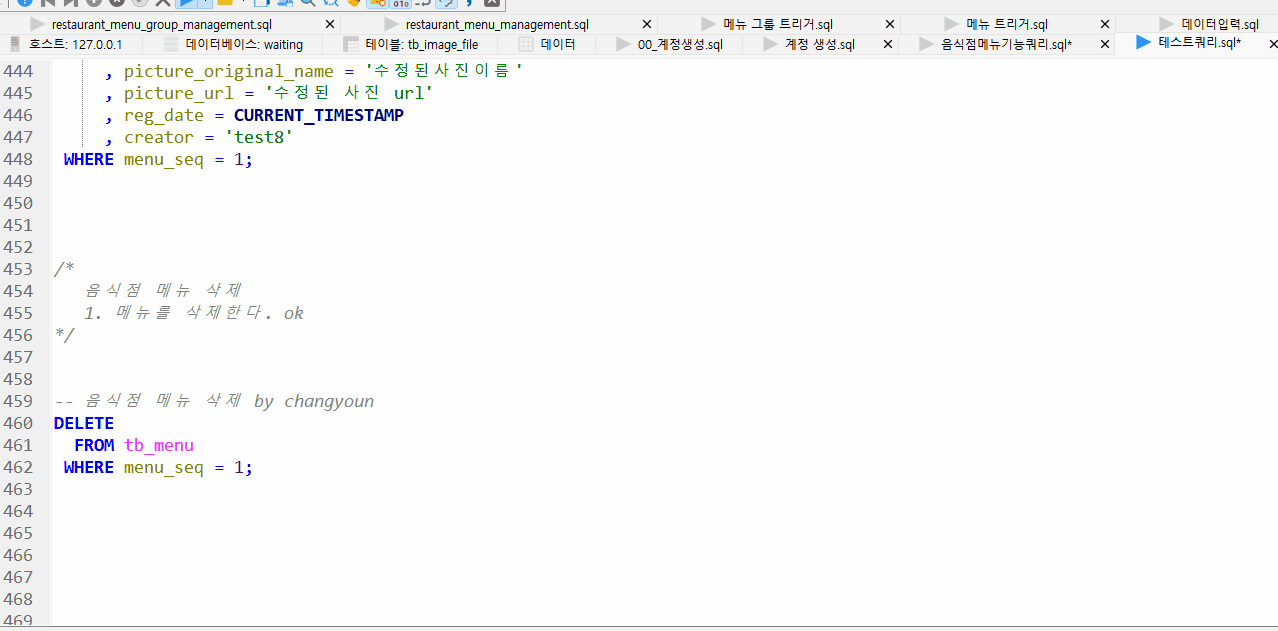 restaurant_menu_group_management.sql restaurant_menu_management.sql 메뉴 그룹 트리거.sql 메뉴 트리거.sql 데이터입력.sql
호스트: 127.0.0.1 데이터베이스: waiting 테이블: tb_image_file 데이터 00_계정생성.sql 계정 생성.sql 음식점메뉴기능쿼리.sql* 테스트쿼리.sql*
444 , picture_original_name = '수정된사진이름'
445 , picture_url = '수정된 사진 url'
446 , reg_date = CURRENT_TIMESTAMP
447 , creator = 'test8'
448 WHERE menu_seq = 1;
449
450
451
452
453 /*
454 음식점 메뉴 삭제
455 1. 메뉴를 삭제한다. ok
456 */
457
458
459 -- 음식점 메뉴 삭제 by changyoun
460 DELETE
461 FROM tb_menu
462 WHERE menu_seq = 1;
463
464
465
466
467
468
469